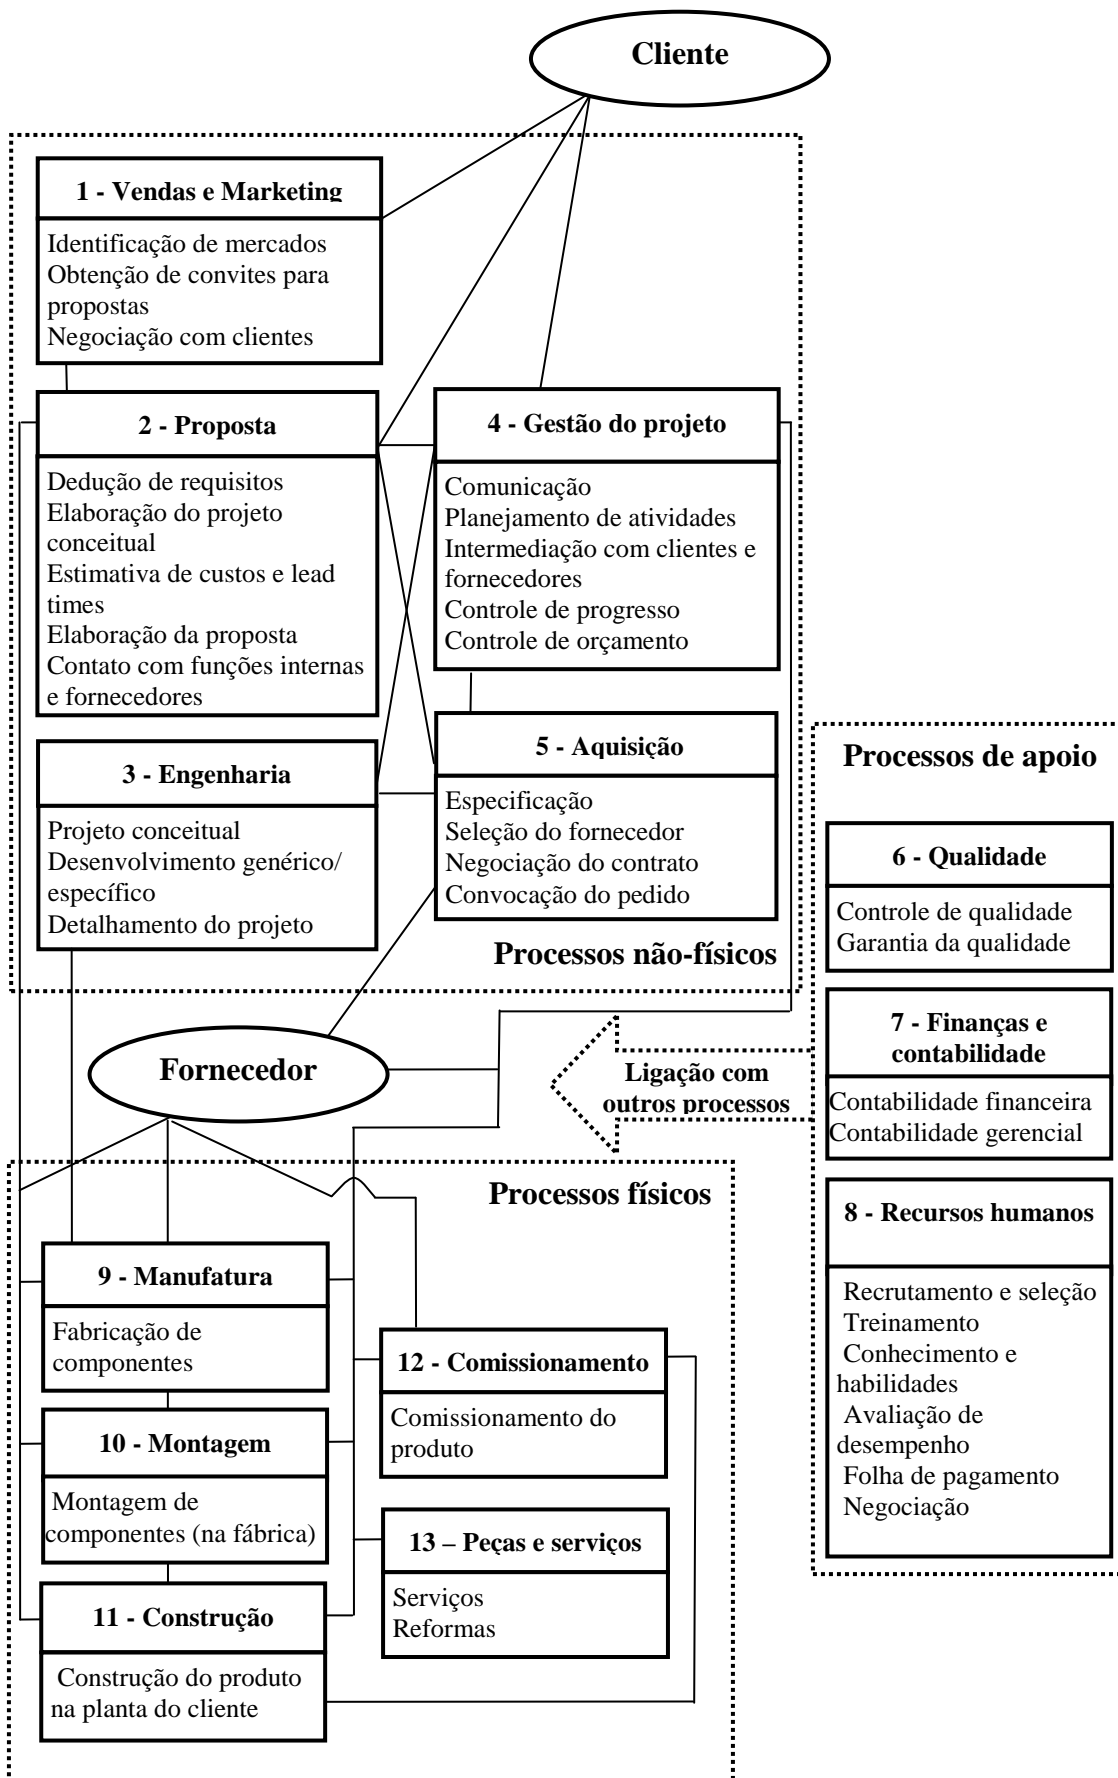 Cliente
1 - Vendas e Marketing
Identificação de mercados
Obtenção de convites para
propostas
Negociação com clientes
2 - Proposta
Dedução de requisitos
Elaboração do projeto
conceitual
Estimativa de custos e lead
times
Elaboração da proposta
Contato com funções internas
e fornecedores
3 - Engenharia
Projeto conceitual
Desenvolvimento genérico/
específico
Detalhamento do projeto
4 - Gestão do projeto
Comunicação
Planejamento de atividades
Intermediação com clientes e
fornecedores
Controle de progresso
Controle de orçamento
5 - Aquisição
Especificação
Seleção do fornecedor
Negociação do contrato
Convocação do pedido
Processos não-físicos
Processos de apoio
6 - Qualidade
Controle de qualidade
Garantia da qualidade
7 - Finanças e
contabilidade
Contabilidade financeira
Contabilidade gerencial
8 - Recursos humanos
Recrutamento e seleção
Treinamento
Conhecimento e
habilidades
Avaliação de
desempenho
Folha de pagamento
Negociação
Ligação com
outros processos
Fornecedor
Processos físicos
9 - Manufatura
Fabricação de
componentes
10 - Montagem
Montagem de
componentes (na fábrica)
11 - Construção
Construção do produto
na planta do cliente
12 - Comissionamento
Comissionamento do
produto
13 – Peças e serviços
Serviços
Reformas